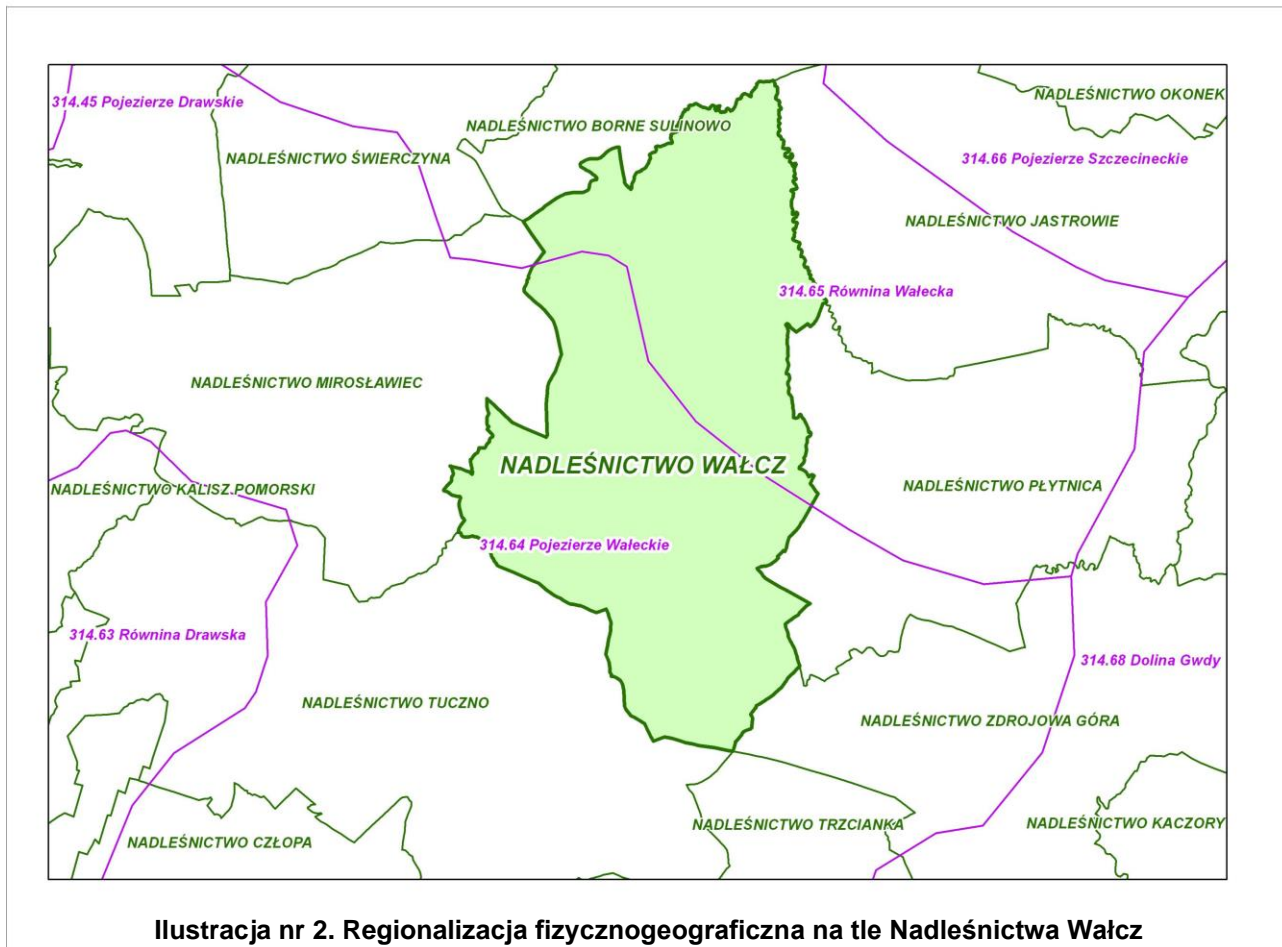 314.45 Pojezierze Drawskie
NADLEŚNICTWO OKONEK
NADLEŚNICTWO BORNE SULINOWO
NADLEŚNICTWO ŚWIERCZYNA
314.66 Pojezierze Szczecineckie
NADLEŚNICTWO JASTROWIE
314.65 Równina Wałecka
NADLEŚNICTWO MIROSŁAWIEC
NADLEŚNICTWO WAŁCZ
NADLEŚNICTWO KALISZ POMORSKI
NADLEŚNICTWO PŁYTNICA
314.64 Pojezierze Wałeckie
314.63 Równina Drawska
314.68 Dolina Gwdy
NADLEŚNICTWO TUCZNO
NADLEŚNICTWO ZDROJOWA GÓRA
NADLEŚNICTWO TRZCIANKA
NADLEŚNICTWO KACZORY
NADLEŚNICTWO CZŁOPA
Ilustracja nr 2. Regionalizacja fizycznogeograficzna na tle Nadleśnictwa Wałcz